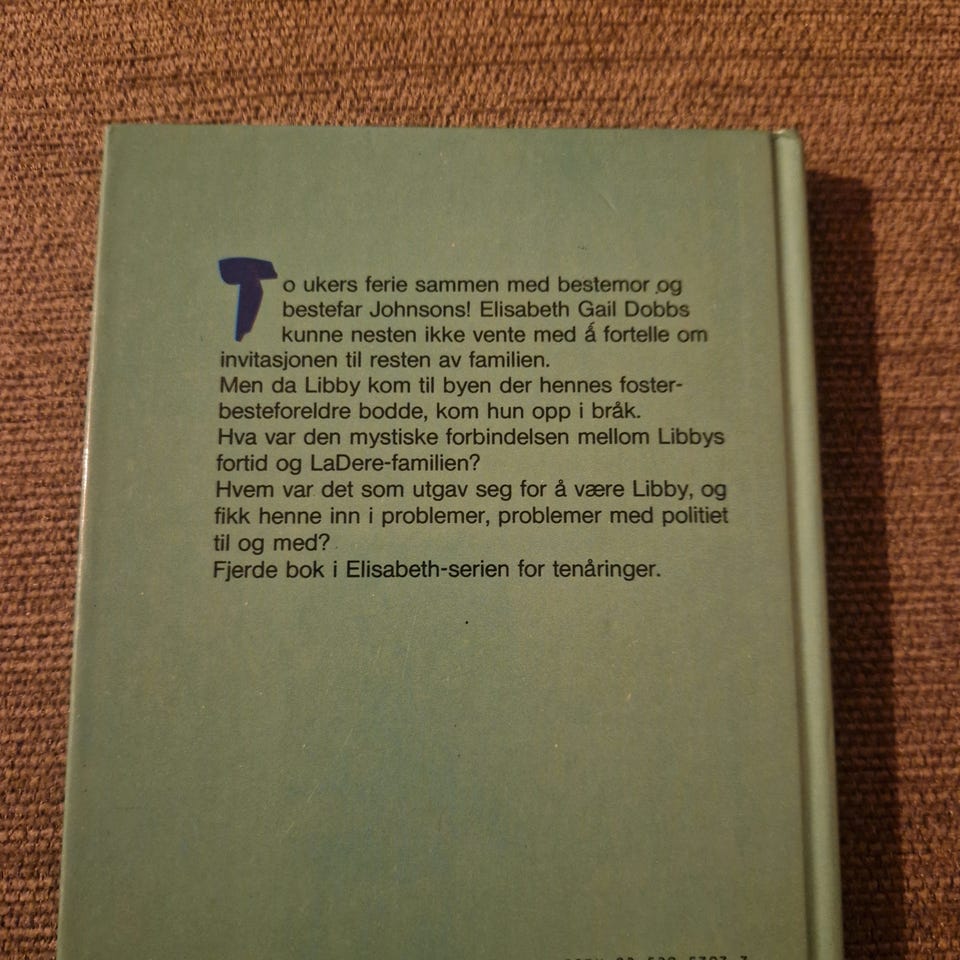 To ukers ferie sammen med bestemor og
bestefar Johnsons! Elisabeth Gail Dobbs
kunne nesten ikke vente med å fortelle om
invitasjonen til resten av familien.
Men da Libby kom til byen der hennes foster-
besteforeldre bodde, kom hun opp i bråk.
Hva var den mystiske forbindelsen mellom Libbys
fortid og LaDere-familien?
Hvem var det som utgav seg for å være Libby, og
fikk henne inn i problemer, problemer med politiet
til og med?
Fjerde bok i Elisabeth-serien for tenåringer.